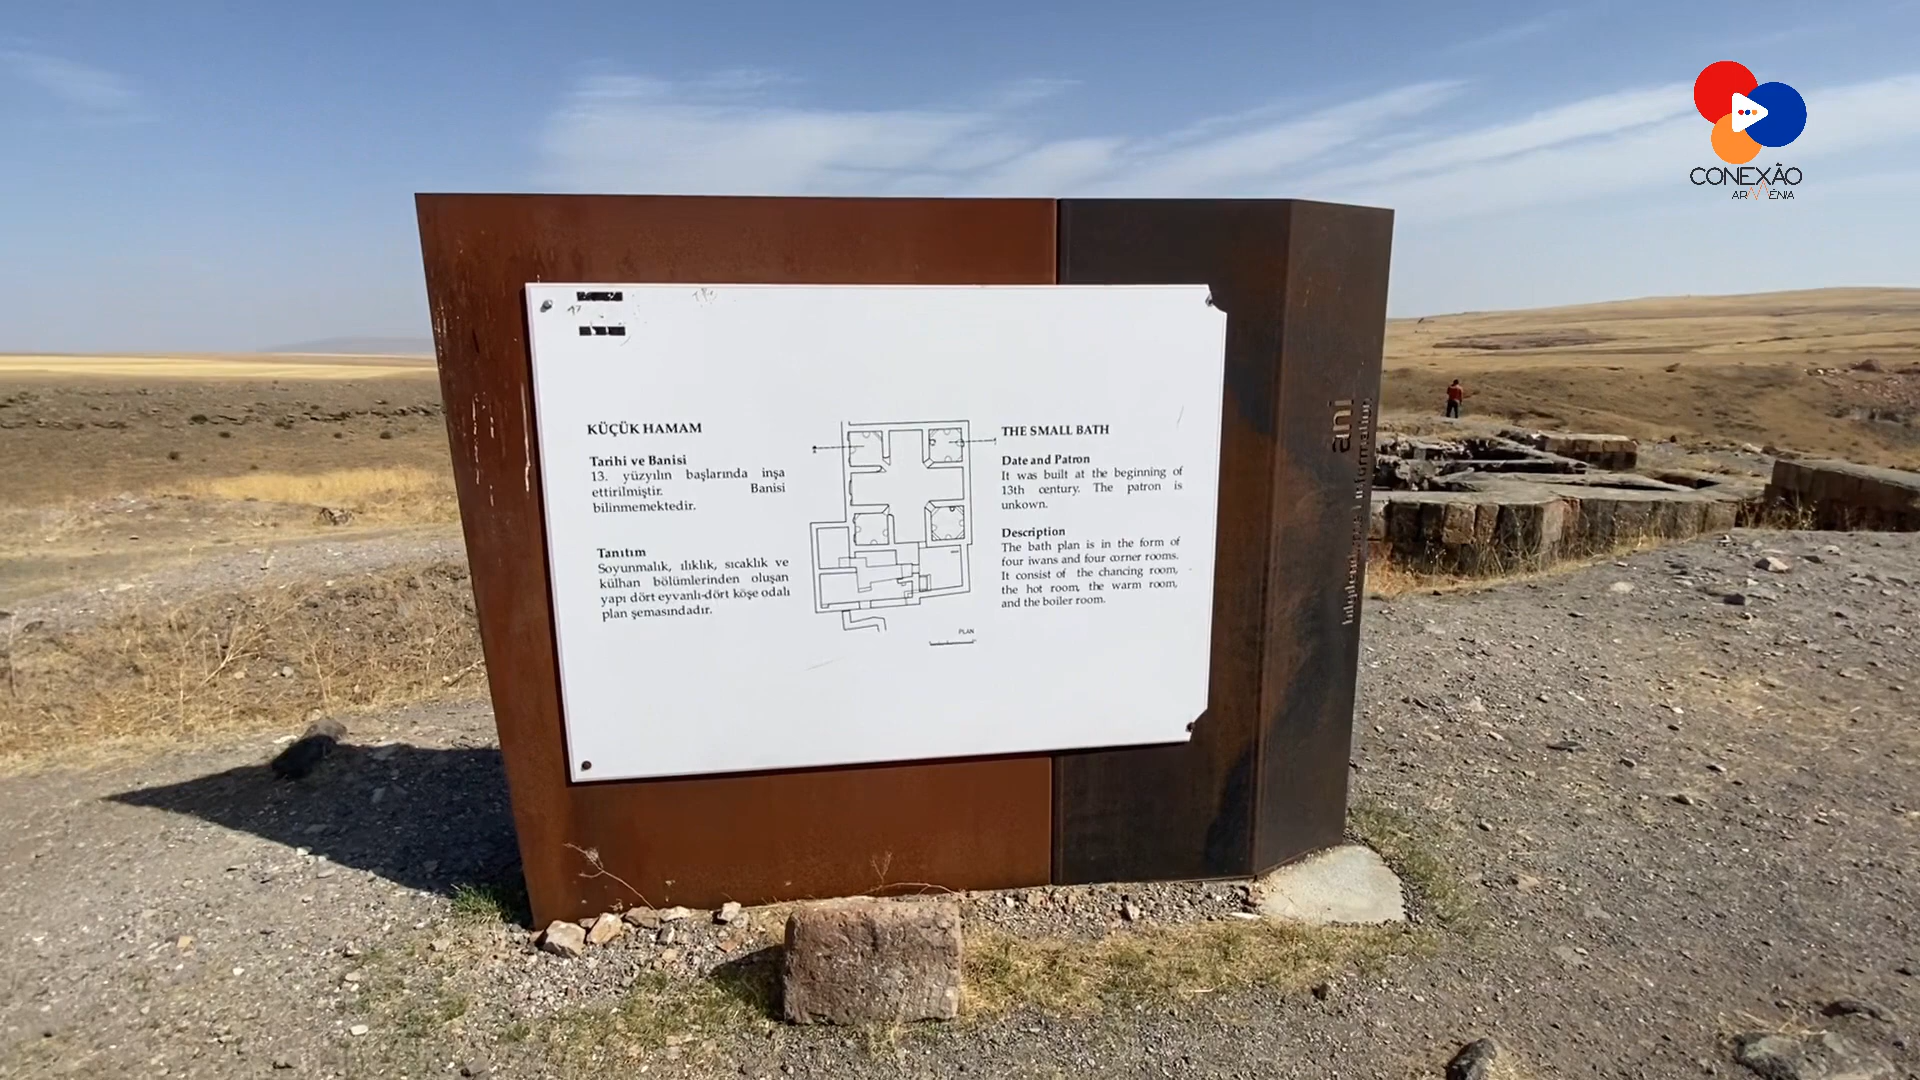 CONEXÃO
ARMÊNIA
KÜÇÜK HAMAM
Tarihi ve Banisi
13. yüzyılın başlarında inşa
ettirilmiştir. Banisi
bilinmemektedir.
Tanıtım
Soyunmalık, ılıklık, sıcaklık ve
külhan bölümlerinden oluşan
yapı dört eyvanlı-dört köşe odalı
plan şemasındadır.
PLAN
THE SMALL BATH
Date and Patron
It was built at the beginning of
13th century. The patron is
unkown.
Description
The bath plan is in the form of
four iwans and four corner rooms.
It consist of the chancing room,
the hot room, the warm room,
and the boiler room.
ani
information